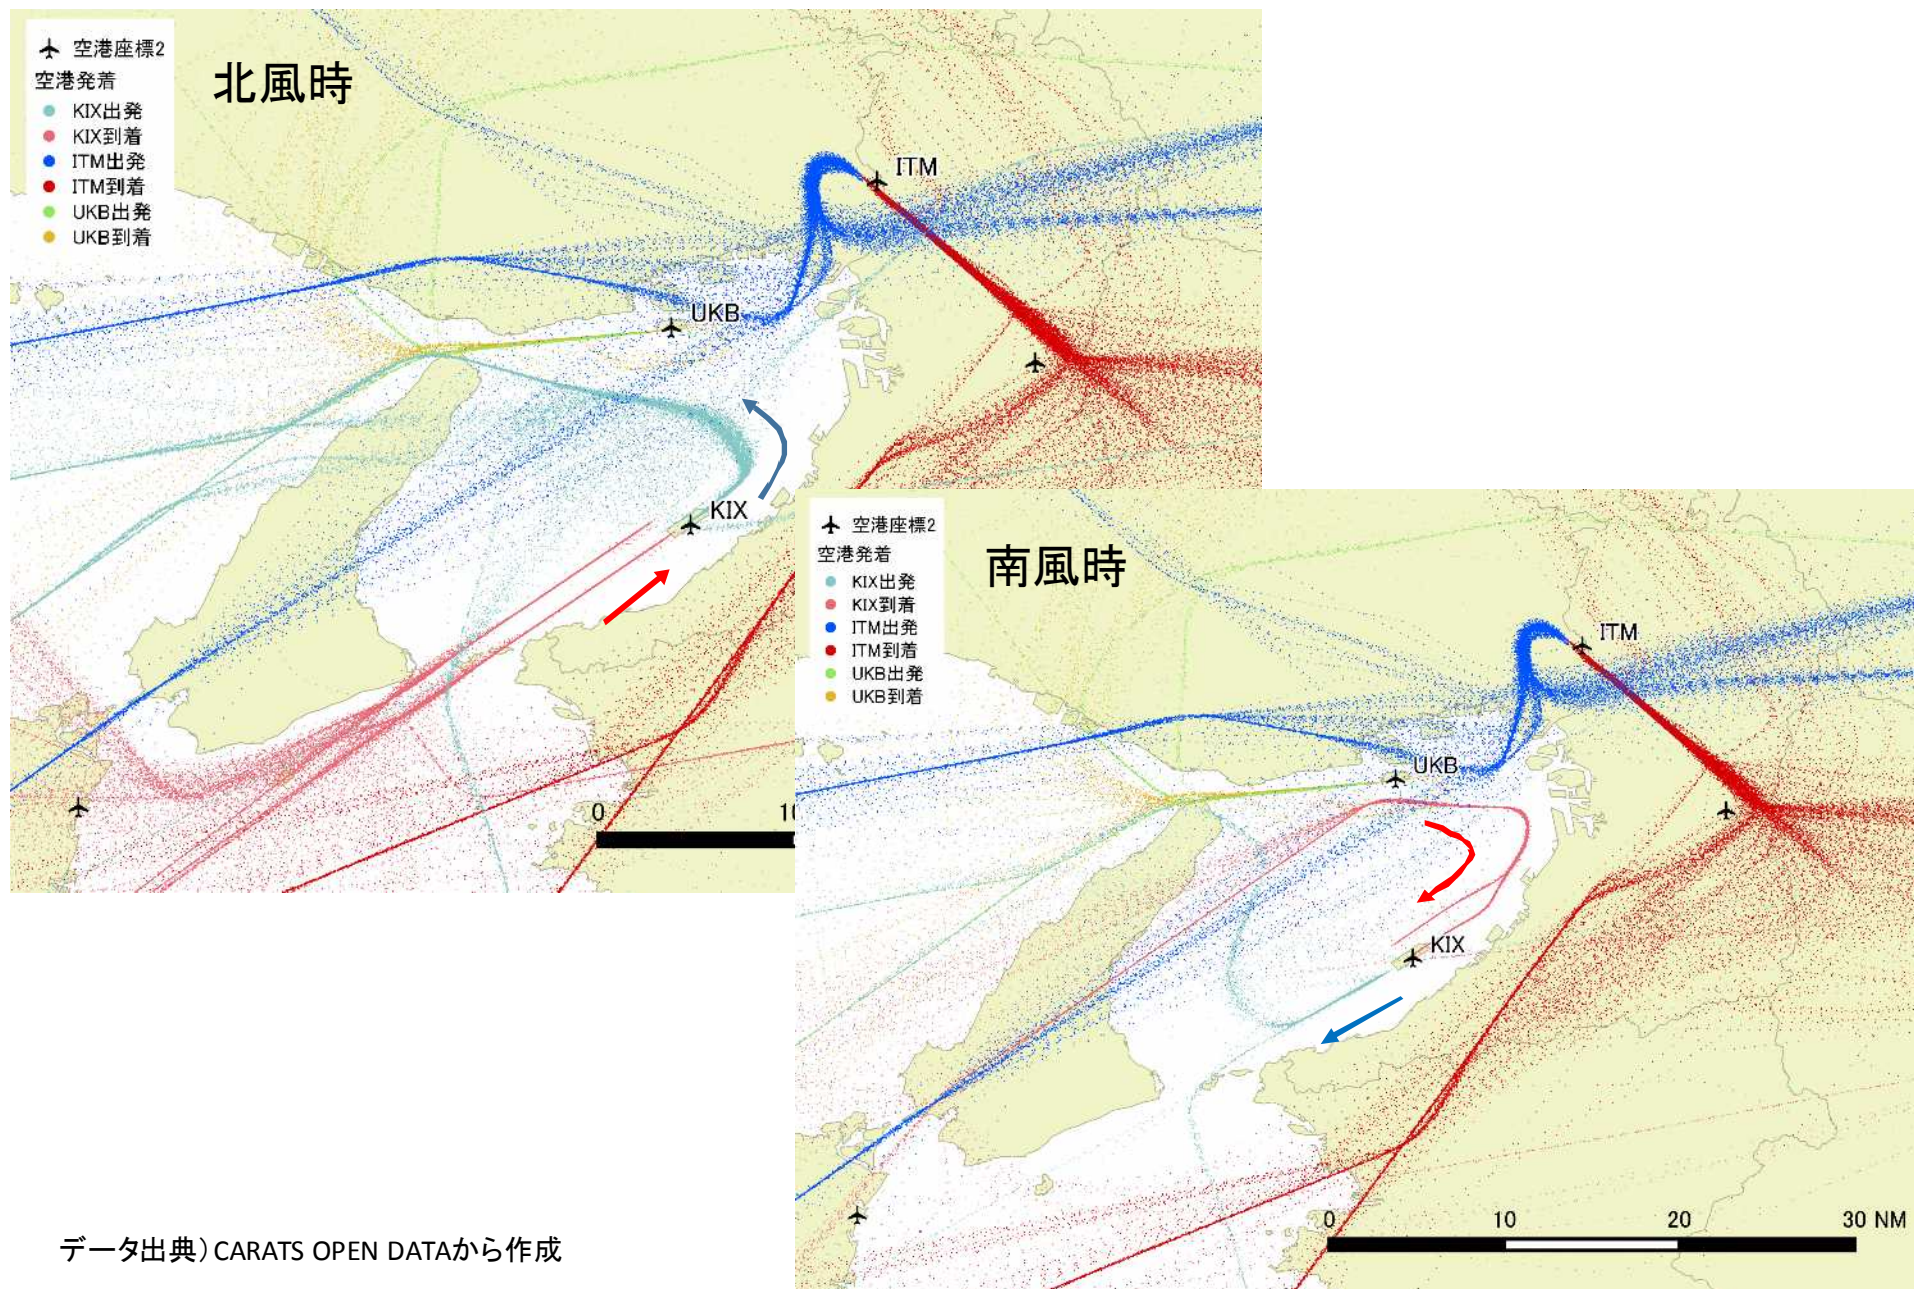 空港座標2
北風時
空港発着
KIX出発
KIX到着
ITM出発
ITM到着
UKB出発
UKB到着
ITM
UKB
KIX
0
10
空港座標2
南風時
空港発着
KIX出発
KIX到着
ITM出発
ITM到着
UKB出発
UKB到着
ITM
UKB
KIX
0 10 20 30 NM
データ出典）CARATS OPEN DATAから作成